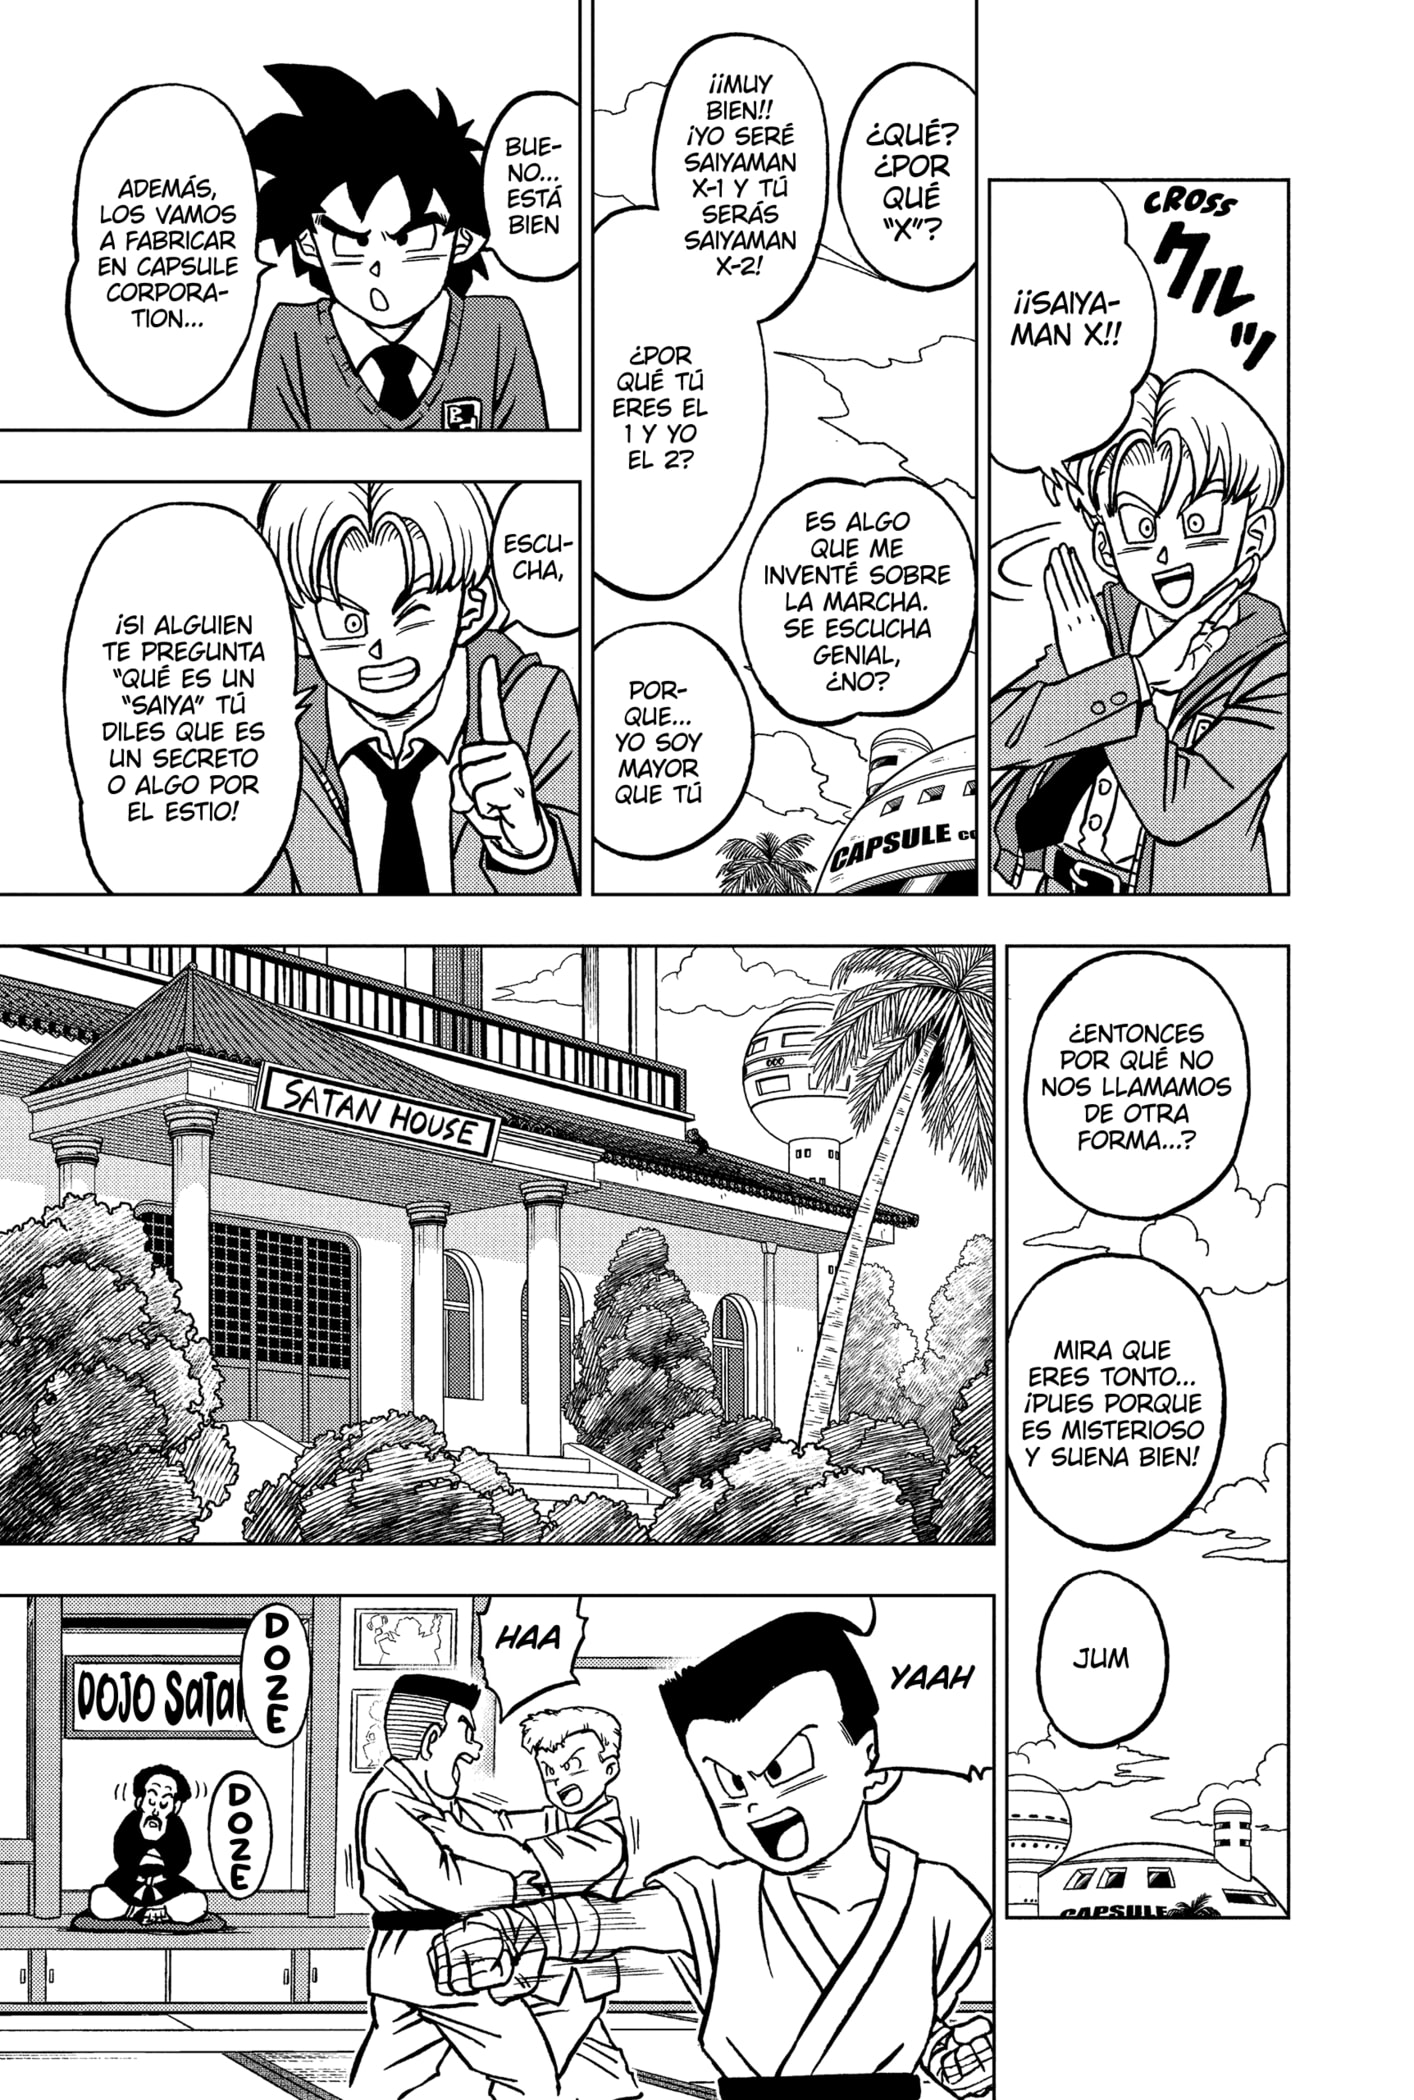 CROSS
クルッ
¡¡SAIYA-
MAN X!!
¿QUÉ?
¿POR
QUÉ
"X"?
ES ALGO
QUE ME
INVENTÉ SOBRE
LA MARCHA.
SE ESCUCHA
GENIAL,
¿NO?
¡¡MUY
BIEN!!
¡YO SERÉ
SAIYAMAN
X-1 Y TÚ
SERÁS
SAIYAMAN
X-2!
¿POR
QUÉ TÚ
ERES EL
1 Y YO
EL 2?
POR-
QUE...
YO SOY
MAYOR
QUE TÚ
CAPSULE CO
BUE-
NO...
ESTÁ
BIEN
ADEMÁS,
LOS VAMOS
A FABRICAR
EN CAPSULE
CORPORA-
TION...
ESCU-
CHA,
¡SI ALGUIEN
TE PREGUNTA
"QUÉ ES UN
"SAIYA" TÚ
DILES QUE ES
UN SECRETO
O ALGO POR
EL ESTIO!
¿ENTONCES
POR QUÉ NO
NOS LLAMAMOS
DE OTRA
FORMA...?
MIRA QUE
ERES TONTO...
¡PUES PORQUE
ES MISTERIOSO
Y SUENA BIEN!
JUM
CAPSULE
SATAN HOUSE
YAAH
HAA
DOZE
DOJO Satan
DOZE